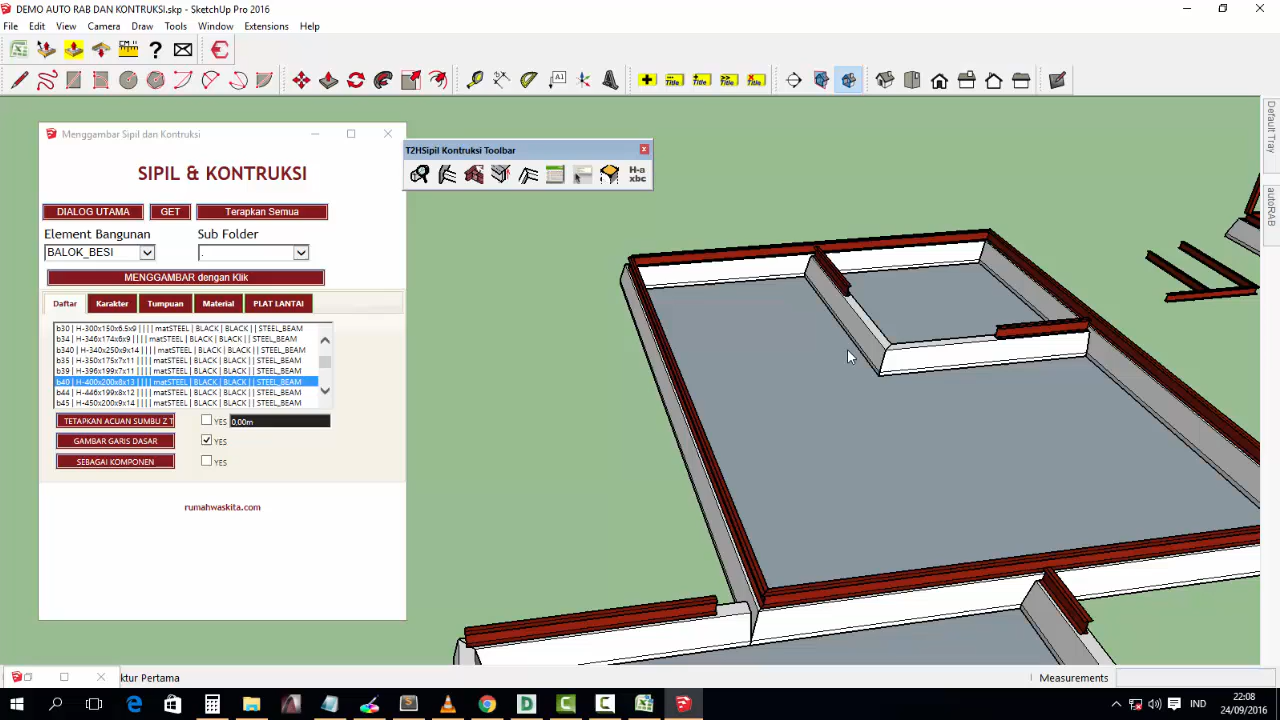 DEMO AUTO RAB DAN KONTRUKSI.skp - SketchUp Pro 2016
File Edit View Camera Draw Tools Window Extensions Help
Menggambar Sipil dan Kontruksi
SIPIL & KONTRUKSI
DIALOG UTAMA GET Terapkan Semua
Element Bangunan Sub Folder
BALOK_BESI .
MENGGAMBAR dengan Klik
Daftar Karakter Tumpuan Material PLAT LANTAI
b30 | H-300x150x6.5x9 | | | | matSTEEL | BLACK | BLACK | | STEEL_BEAM
b34 | H-346x174x6x9 | | | | matSTEEL | BLACK | BLACK | | STEEL_BEAM
b340 | H-340x250x9x14 | | | | matSTEEL | BLACK | BLACK | | STEEL_BEAM
b35 | H-350x175x7x11 | | | | matSTEEL | BLACK | BLACK | | STEEL_BEAM
b39 | H-396x199x7x11 | | | | matSTEEL | BLACK | BLACK | | STEEL_BEAM
b40 | H-400x200x8x13 | | | | matSTEEL | BLACK | BLACK | | STEEL_BEAM
b44 | H-446x199x8x12 | | | | matSTEEL | BLACK | BLACK | | STEEL_BEAM
b45 | H-450x200x9x14 | | | | matSTEEL | BLACK | BLACK | | STEEL_BEAM
TETAPKAN ACUAN SUMBU Z T YES 0,00m
GAMBAR GARIS DASAR YES
SEBAGAI KOMPONEN YES
rumahwaskita.com
T2HSipil Kontruksi Toolbar
H-a
xbc
A1
Title Title Title Title
Default Tray
autoRAB
ktur Pertama
Measurements
IND
22:08
24/09/2016